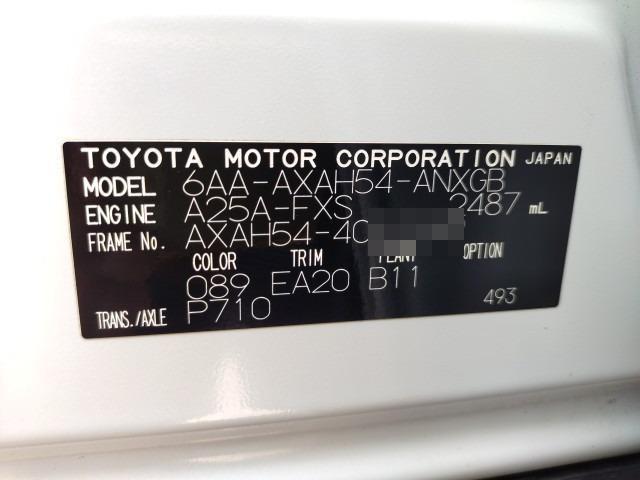 TOYOTA MOTOR CORPORATION JAPAN
MODEL 6AA-AXAH54-ANXGB
ENGINE A25A-FXS 2487 mL
FRAME No. AXAH54-40
COLOR TRIM PLANT OPTION
089 EA20 B11
TRANS./AXLE P710 493